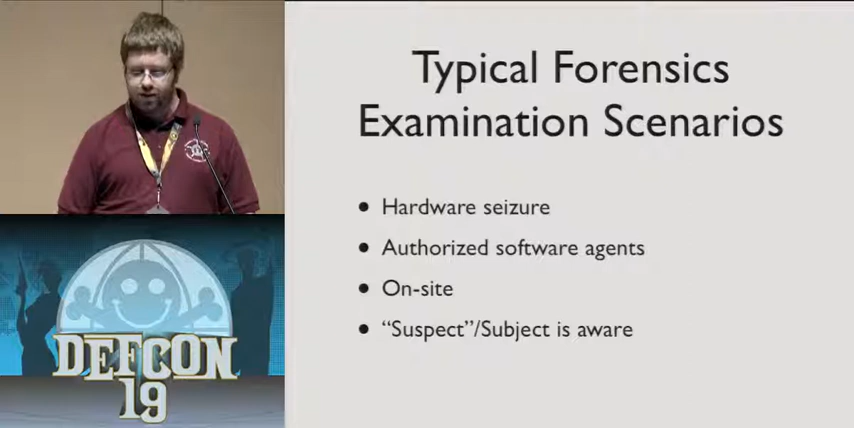 Typical Forensics
Examination Scenarios
• Hardware seizure
• Authorized software agents
• On-site
• “Suspect”/Subject is aware
DEFCON
19